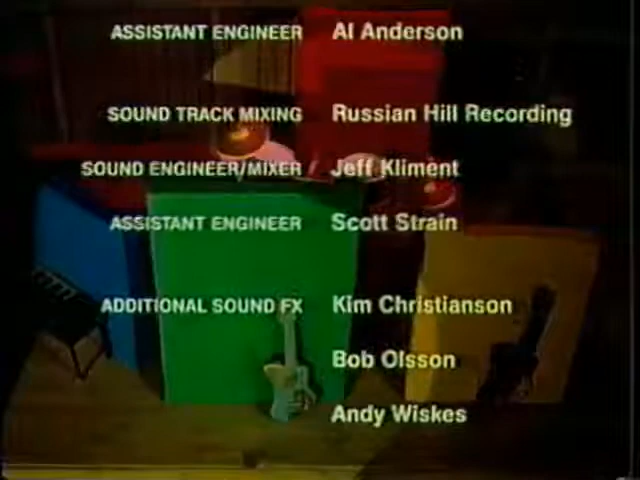 ASSISTANT ENGINEER Al Anderson
SOUND TRACK MIXING Russian Hill Recording
SOUND ENGINEER/MIXER Jeff Kliment
ASSISTANT ENGINEER Scott Strain
ADDITIONAL SOUND FX Kim Christianson
Bob Olsson
Andy Wiskes